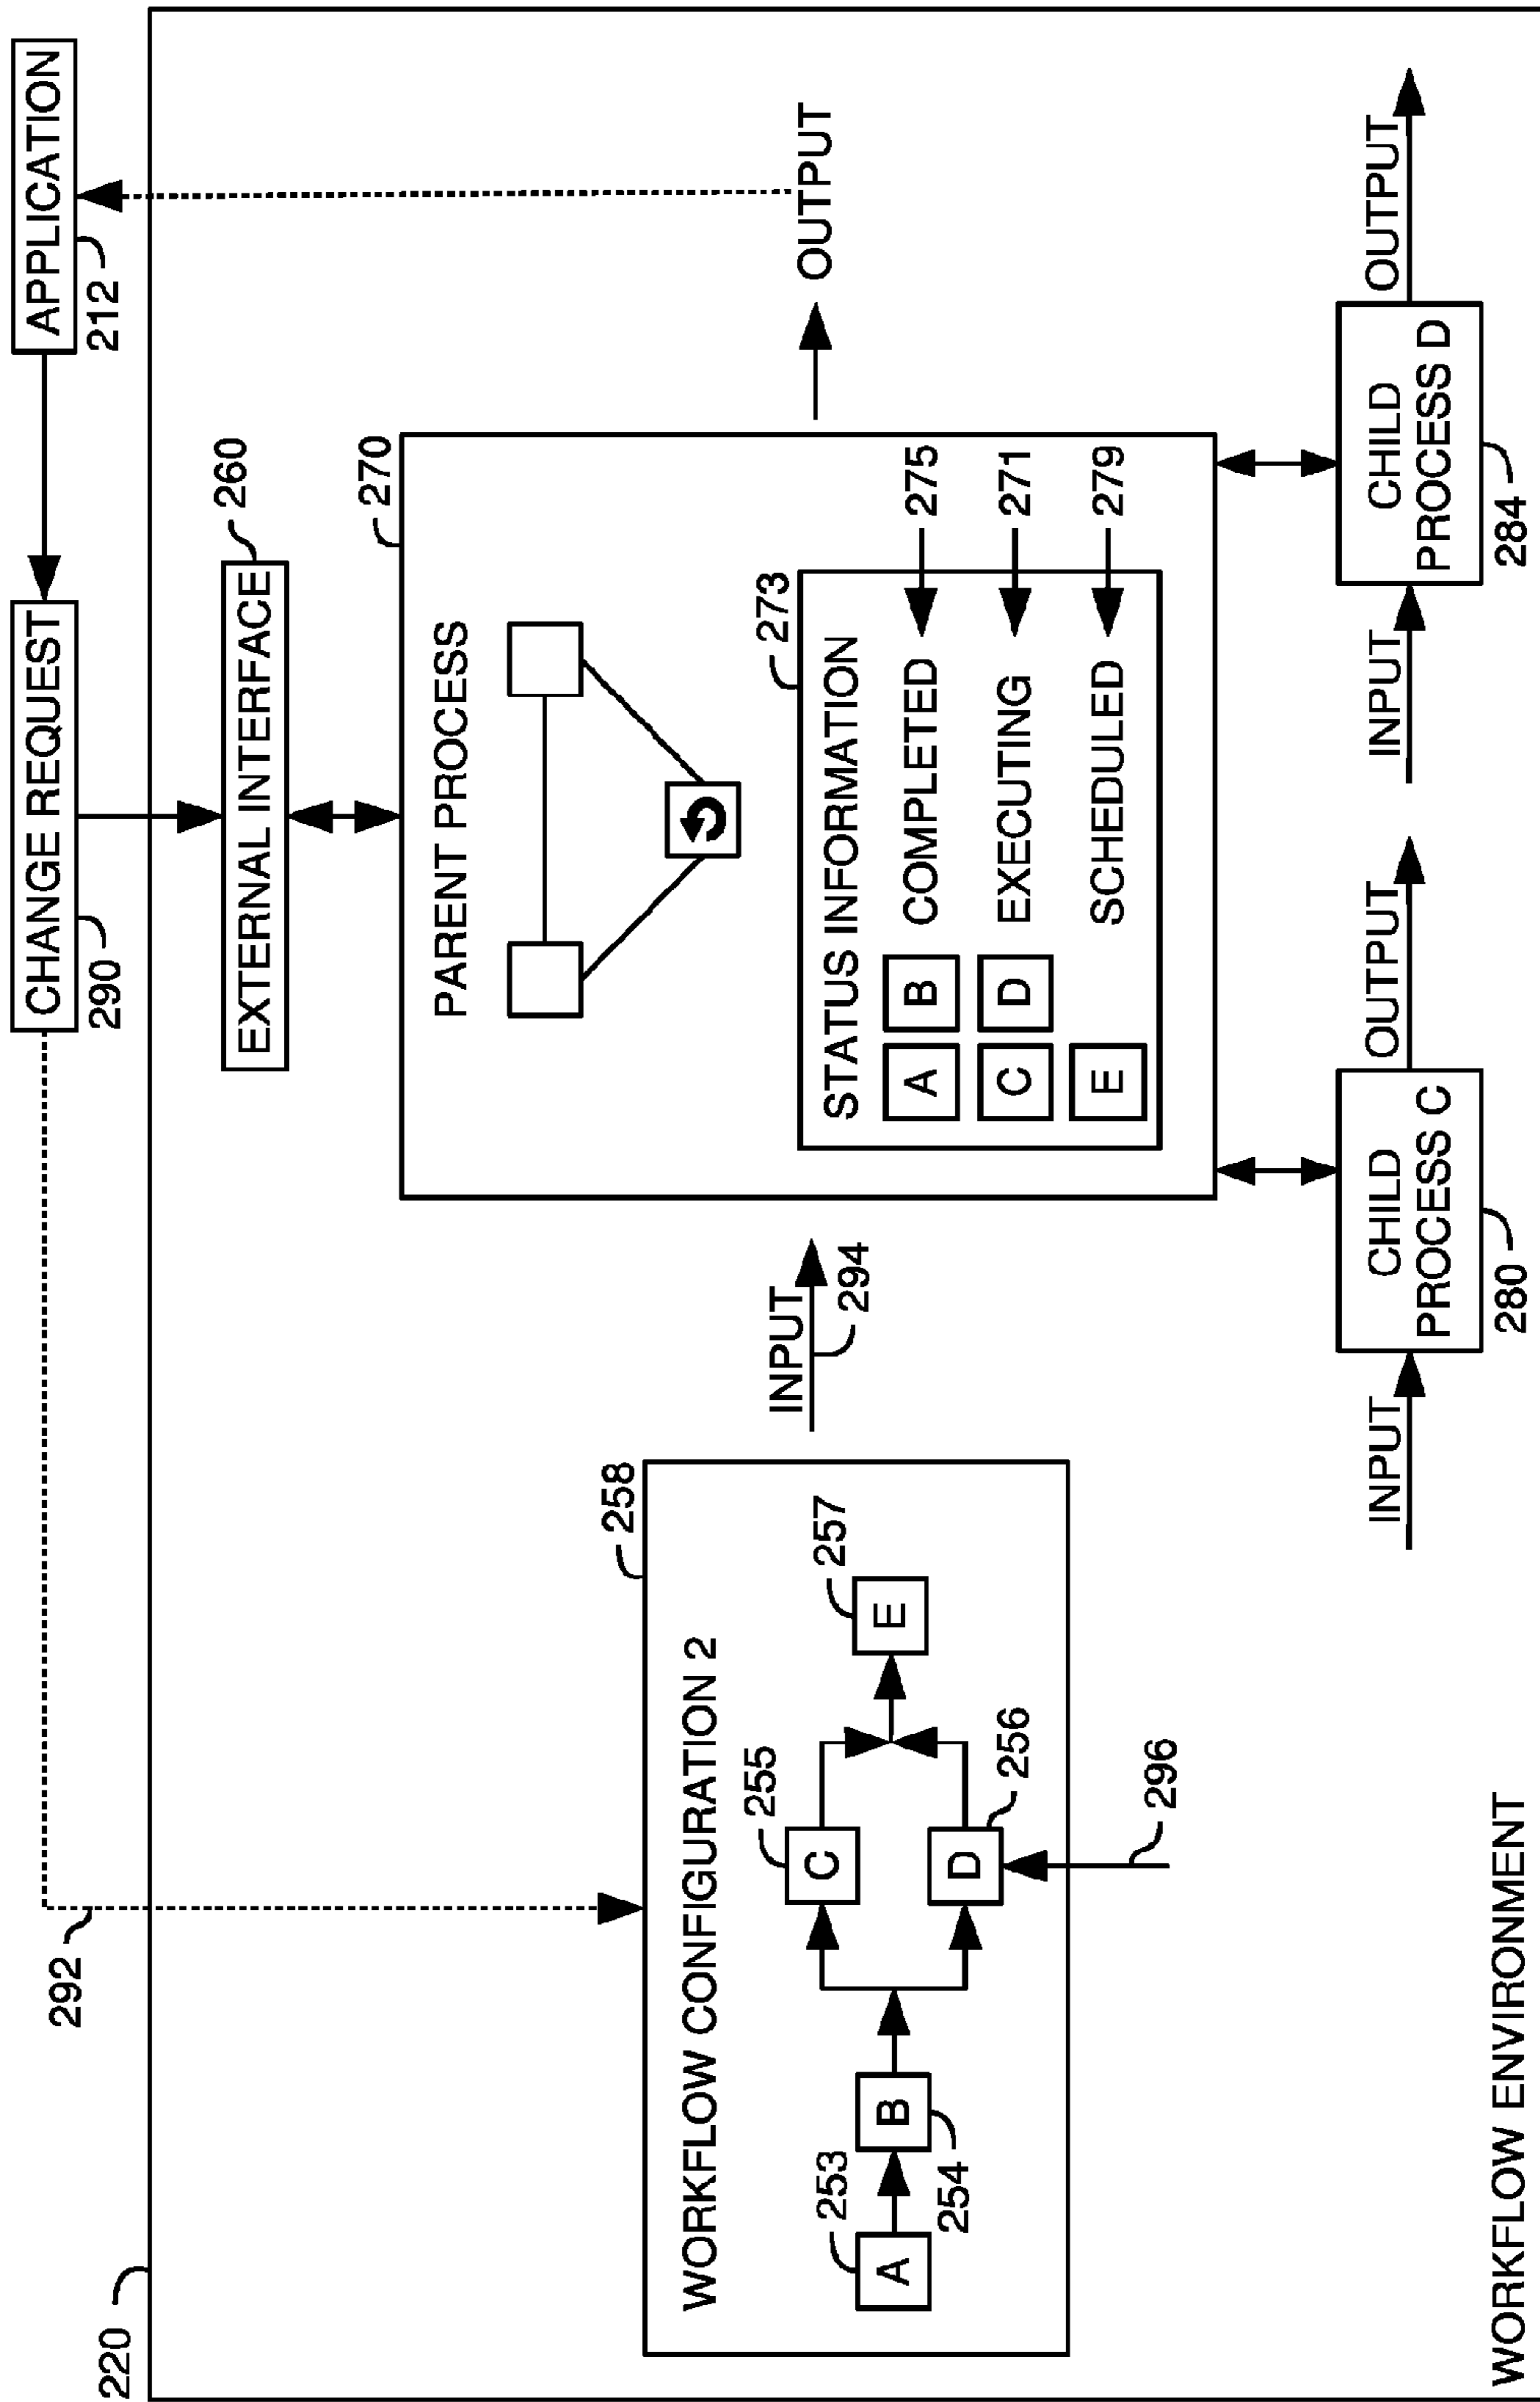 CHANGE REQUEST
APPLICATION
292
290
212
220
EXTERNAL INTERFACE
260
270
PARENT PROCESS
258
WORKFLOW CONFIGURATION 2
253
A
B
254
255
C
D
256
257
E
296
INPUT
294
273
STATUS INFORMATION
A B COMPLETED 275
C D EXECUTING 271
E SCHEDULED 279
OUTPUT
INPUT
CHILD
PROCESS C
280
OUTPUT
INPUT
CHILD
PROCESS D
284
OUTPUT
WORKFLOW ENVIRONMENT